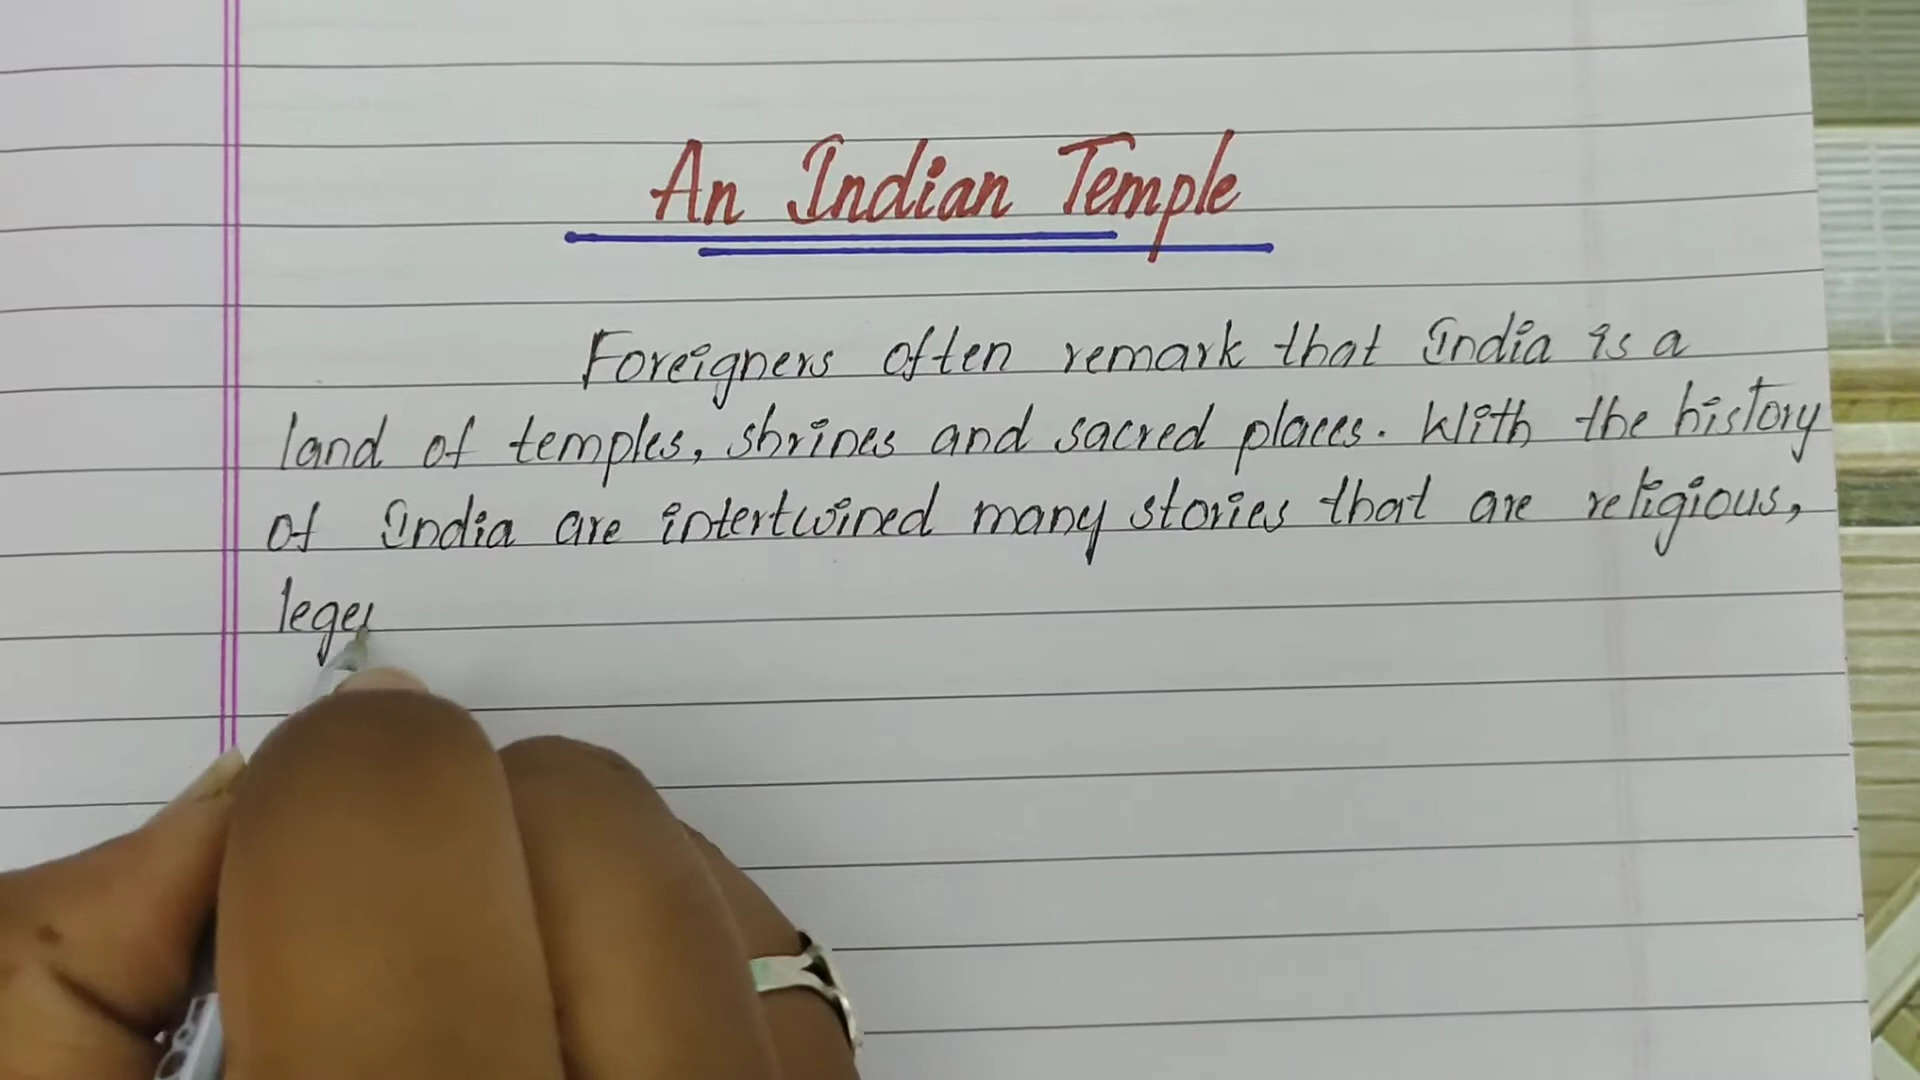 An Indian Temple
Foreigners often remark that India is a
land of temples, shrines and sacred places. With the history
of India are intertwined many stories that are religious,
lege